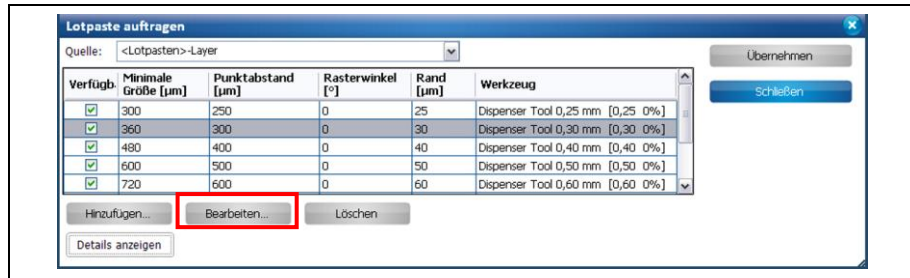 Lotpaste auftragen
Quelle: <Lotpasten>-Layer
Übernehmen
Schließen
Verfügb. Minimale Größe [µm] Punktabstand [µm] Rasterwinkel [°] Rand [µm] Werkzeug
300 250 0 25 Dispenser Tool 0,25 mm [0,25 0%]
360 300 0 30 Dispenser Tool 0,30 mm [0,30 0%]
480 400 0 40 Dispenser Tool 0,40 mm [0,40 0%]
600 500 0 50 Dispenser Tool 0,50 mm [0,50 0%]
720 600 0 60 Dispenser Tool 0,60 mm [0,60 0%]
Hinzufügen... Bearbeiten... Löschen
Details anzeigen